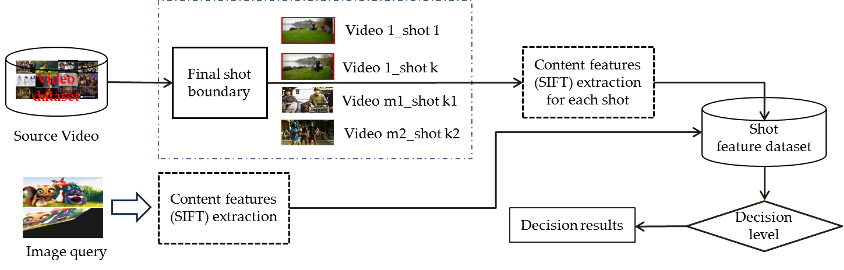 Video 1_shot 1
Video 1_shot k
Video m1_shot k1
Video m2_shot k2
Final shot
boundary
video
dataset
Source Video
Content features
(SIFT) extraction
for each shot
Shot
feature dataset
Image query
Content features
(SIFT) extraction
Decision results
Decision
level